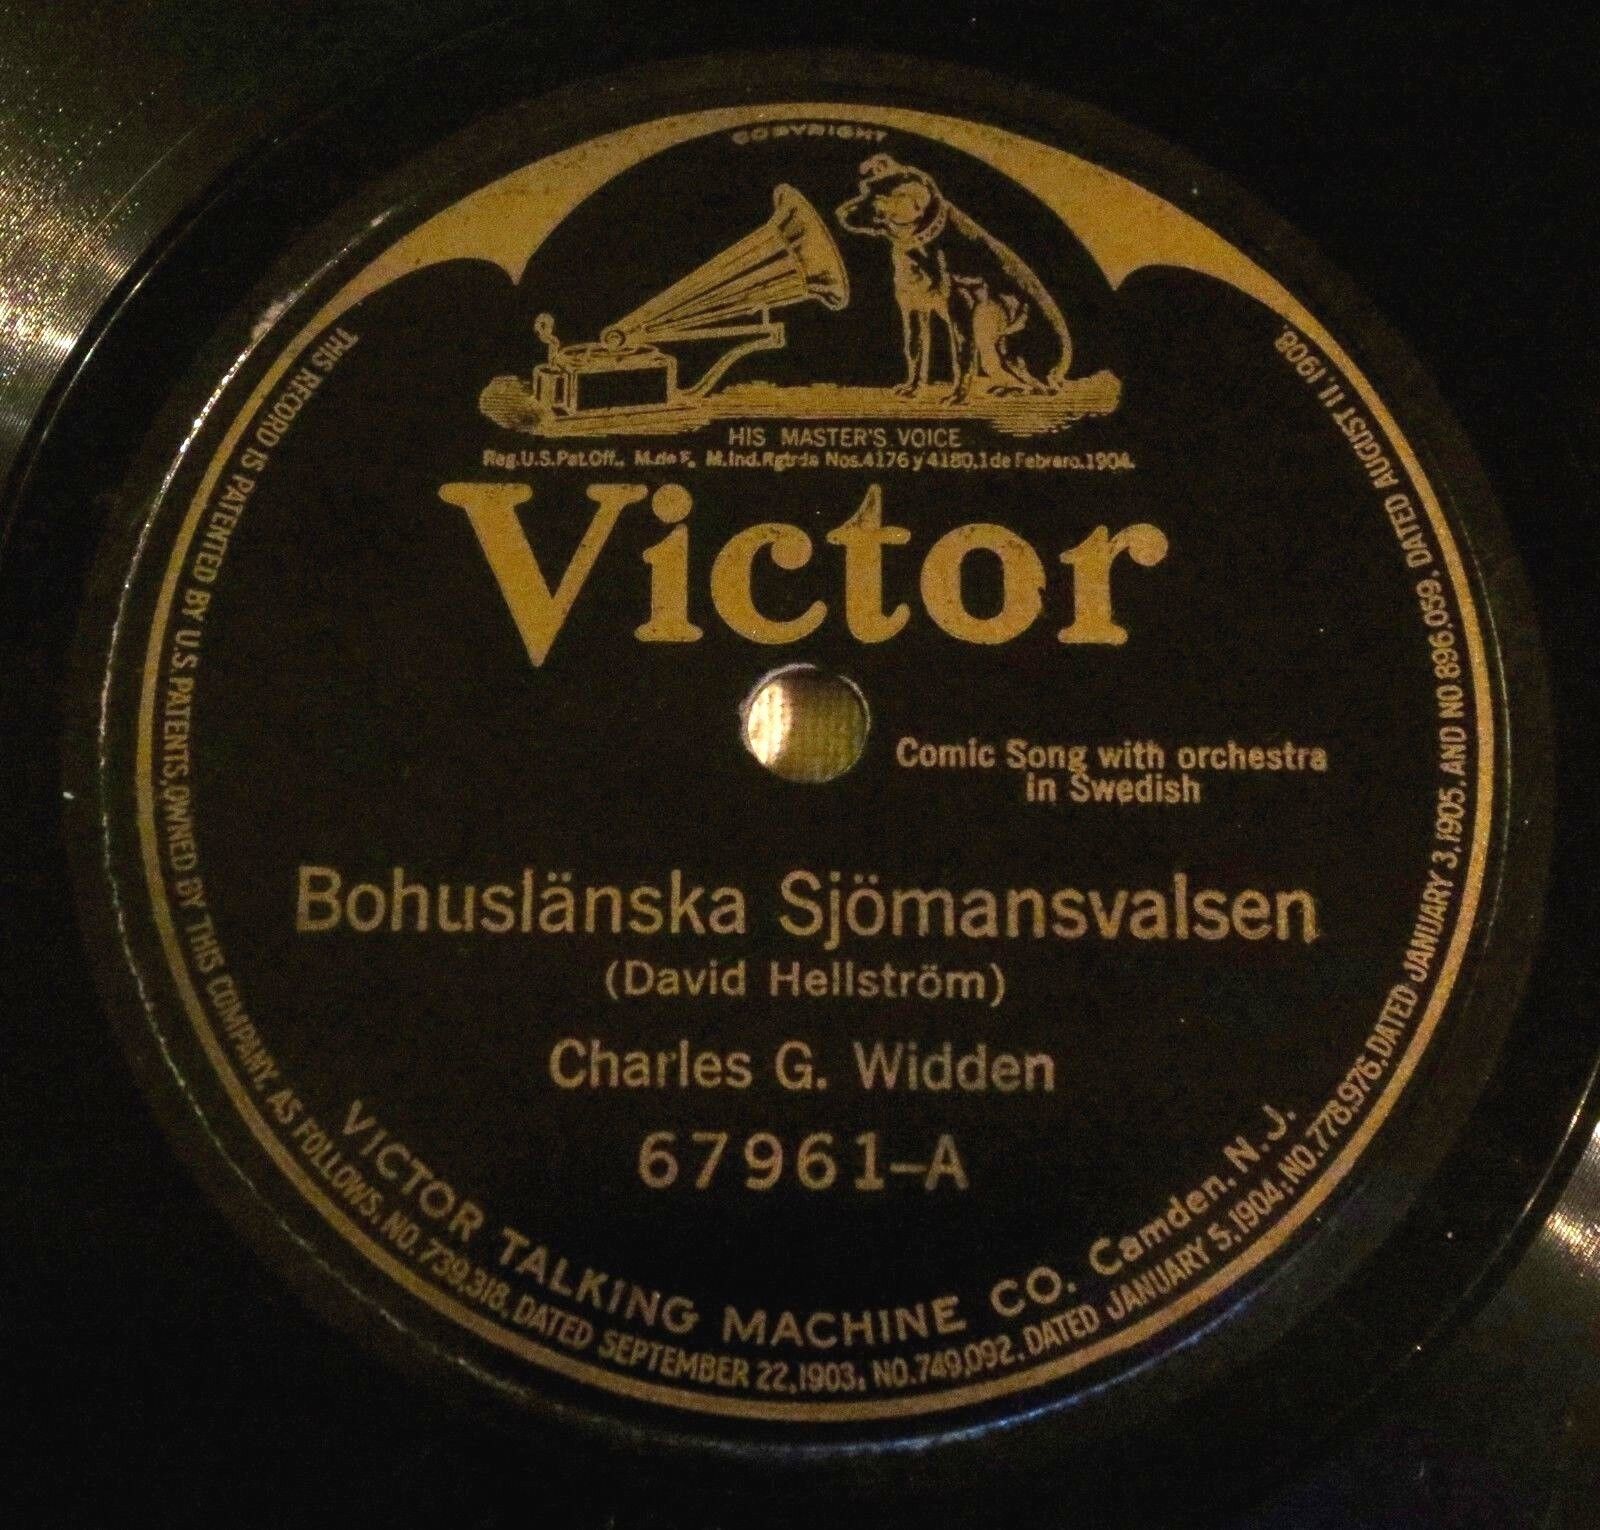 COPYRIGHT
HIS MASTER'S VOICE
Reg.U.S.Pat.Off., M.de F. M.Ind.Rgtrda Nos.4176 y 4180.1 de Febrero.1904.
Victor
Comic Song with orchestra
in Swedish
Bohuslänska Sjömansvalsen
(David Hellström)
Charles G. Widden
67961-A
VICTOR TALKING MACHINE CO. Camden, N.J.
THIS RECORD IS PATENTED BY U.S. PATENTS, OWNED BY THIS COMPANY, AS FOLLOWS, NO. 739,318, DATED SEPTEMBER 22, 1903, NO. 749,092, DATED JANUARY 5, 1904; NO. 778,976, DATED JANUARY 3, 1905, AND NO. 896,059, DATED AUGUST 11, 1908.